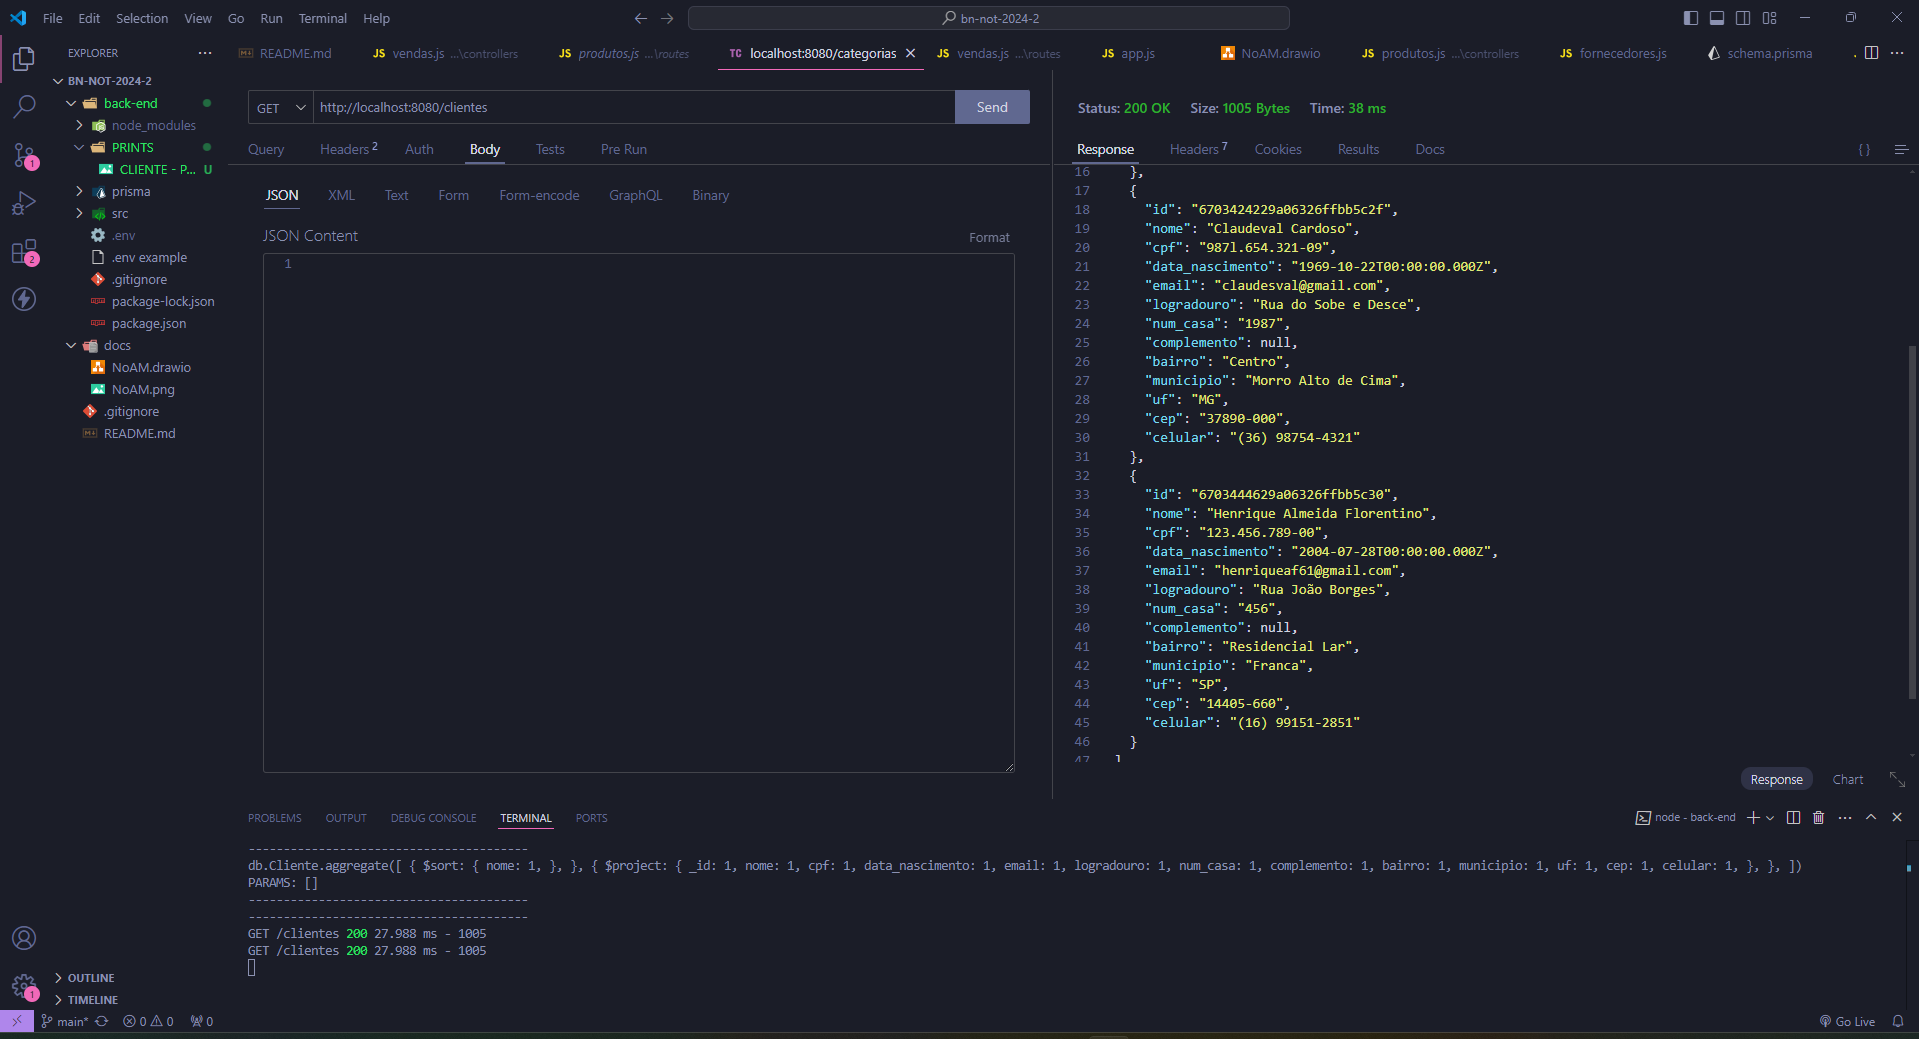 File Edit Selection View Go Run Terminal Help
bn-not-2024-2
EXPLORER
README.md
JS vendas.js ...\controllers
JS produtos.js ...\routes
TC localhost:8080/categorias
JS vendas.js ...\routes
JS app.js
NoAM.drawio
JS produtos.js ...\controllers
JS fornecedores.js
schema.prisma
BN-NOT-2024-2
back-end
node_modules
PRINTS
CLIENTE - P... U
prisma
src
.env
.env example
.gitignore
package-lock.json
package.json
docs
NoAM.drawio
NoAM.png
.gitignore
README.md
1
2
1
OUTLINE
TIMELINE
GET http://localhost:8080/clientes Send
Query Headers 2 Auth Body Tests Pre Run
JSON XML Text Form Form-encode GraphQL Binary
JSON Content Format
1
Status: 200 OK Size: 1005 Bytes Time: 38 ms
Response Headers 7 Cookies Results Docs { }
16 },
17 {
18 "id": "6703424229a06326ffbb5c2f",
19 "nome": "Claudeval Cardoso",
20 "cpf": "987l.654.321-09",
21 "data_nascimento": "1969-10-22T00:00:00.000Z",
22 "email": "claudesval@gmail.com",
23 "logradouro": "Rua do Sobe e Desce",
24 "num_casa": "1987",
25 "complemento": null,
26 "bairro": "Centro",
27 "municipio": "Morro Alto de Cima",
28 "uf": "MG",
29 "cep": "37890-000",
30 "celular": "(36) 98754-4321"
31 },
32 {
33 "id": "6703444629a06326ffbb5c30",
34 "nome": "Henrique Almeida Florentino",
35 "cpf": "123.456.789-00",
36 "data_nascimento": "2004-07-28T00:00:00.000Z",
37 "email": "henriqueaf61@gmail.com",
38 "logradouro": "Rua João Borges",
39 "num_casa": "456",
40 "complemento": null,
41 "bairro": "Residencial Lar",
42 "municipio": "Franca",
43 "uf": "SP",
44 "cep": "14405-660",
45 "celular": "(16) 99151-2851"
46 }
47 ]
Response Chart
PROBLEMS OUTPUT DEBUG CONSOLE TERMINAL PORTS
node - back-end
----------------------------------------
db.Cliente.aggregate([ { $sort: { nome: 1, }, }, { $project: { _id: 1, nome: 1, cpf: 1, data_nascimento: 1, email: 1, logradouro: 1, num_casa: 1, complemento: 1, bairro: 1, municipio: 1, uf: 1, cep: 1, celular: 1, }, }, ])
PARAMS: []
----------------------------------------
----------------------------------------
GET /clientes 200 27.988 ms - 1005
GET /clientes 200 27.988 ms - 1005
main* 0 0 0
Go Live